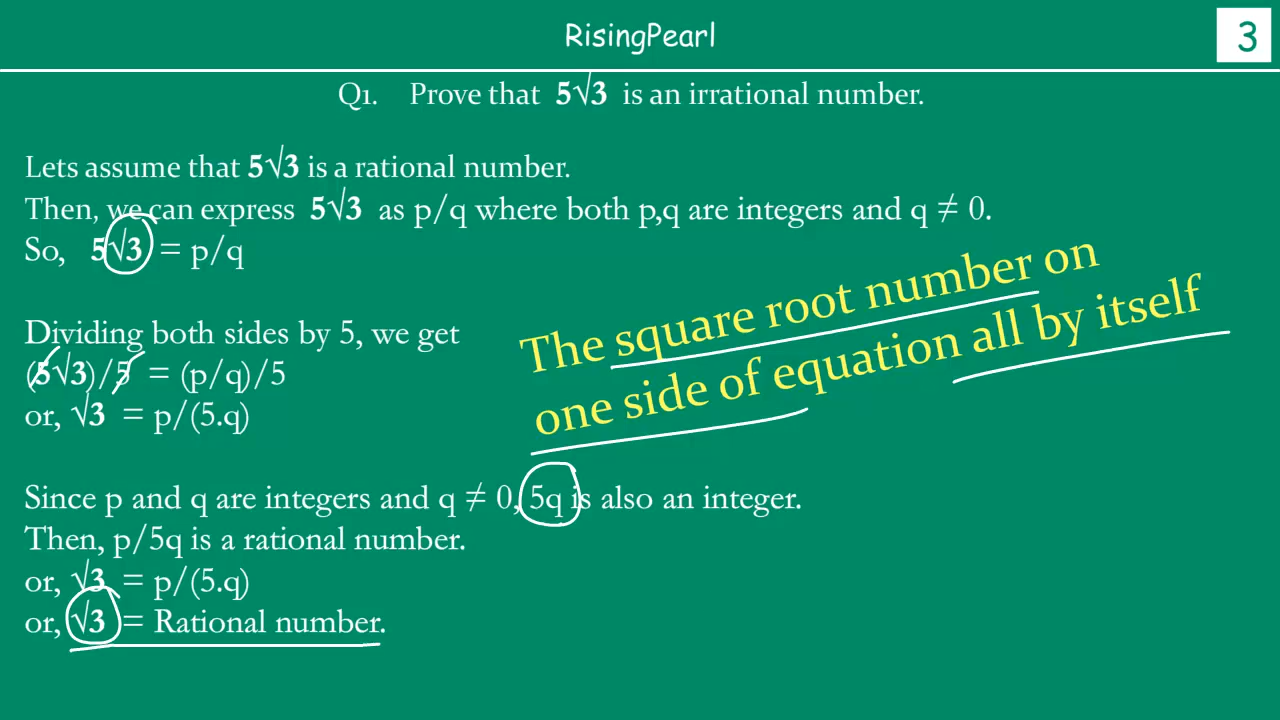 RisingPearl
3
Q1. Prove that 5√3 is an irrational number.
Lets assume that 5√3 is a rational number.
Then, we can express 5√3 as p/q where both p,q are integers and q ≠ 0.
So, 5√3 = p/q
The square root number on
one side of equation all by itself
Dividing both sides by 5, we get
(5√3)/5 = (p/q)/5
or, √3 = p/(5.q)
Since p and q are integers and q ≠ 0, 5q is also an integer.
Then, p/5q is a rational number.
or, √3 = p/(5.q)
or, √3 = Rational number.